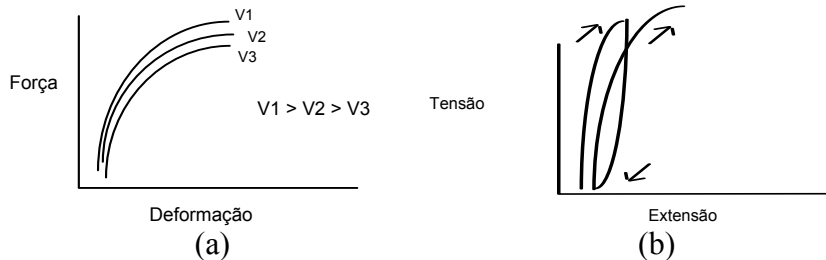 V1
V2
V3
Força
V1 > V2 > V3
Deformação
(a)
Tensão
Extensão
(b)